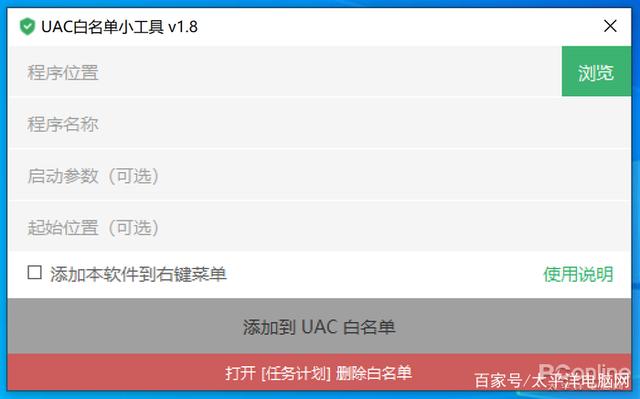 UAC白名单小工具 v1.8
程序位置
浏览
程序名称
启动参数（可选）
起始位置（可选）
添加本软件到右键菜单
使用说明
添加到 UAC 白名单
打开 [任务计划] 删除白名单
PConline
百家号/太平洋电脑网